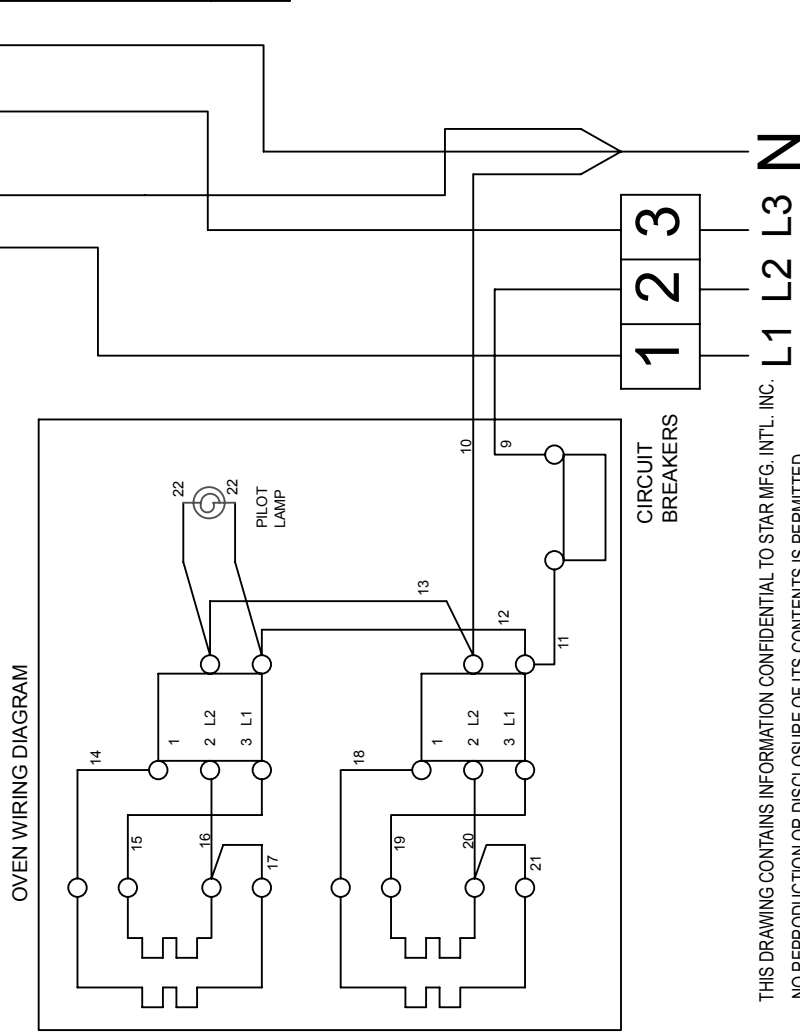 OVEN WIRING DIAGRAM
14
15
16
17
1
2 L2
3 L1
22
22
PILOT
LAMP
13
12
11
10
9
18
19
20
21
1
2 L2
3 L1
CIRCUIT
BREAKERS
1 2 3
L1 L2 L3 N
THIS DRAWING CONTAINS INFORMATION CONFIDENTIAL TO STAR MFG. INT'L. INC.
NO REPRODUCTION OR DISCLOSURE OF ITS CONTENTS IS PERMITTED